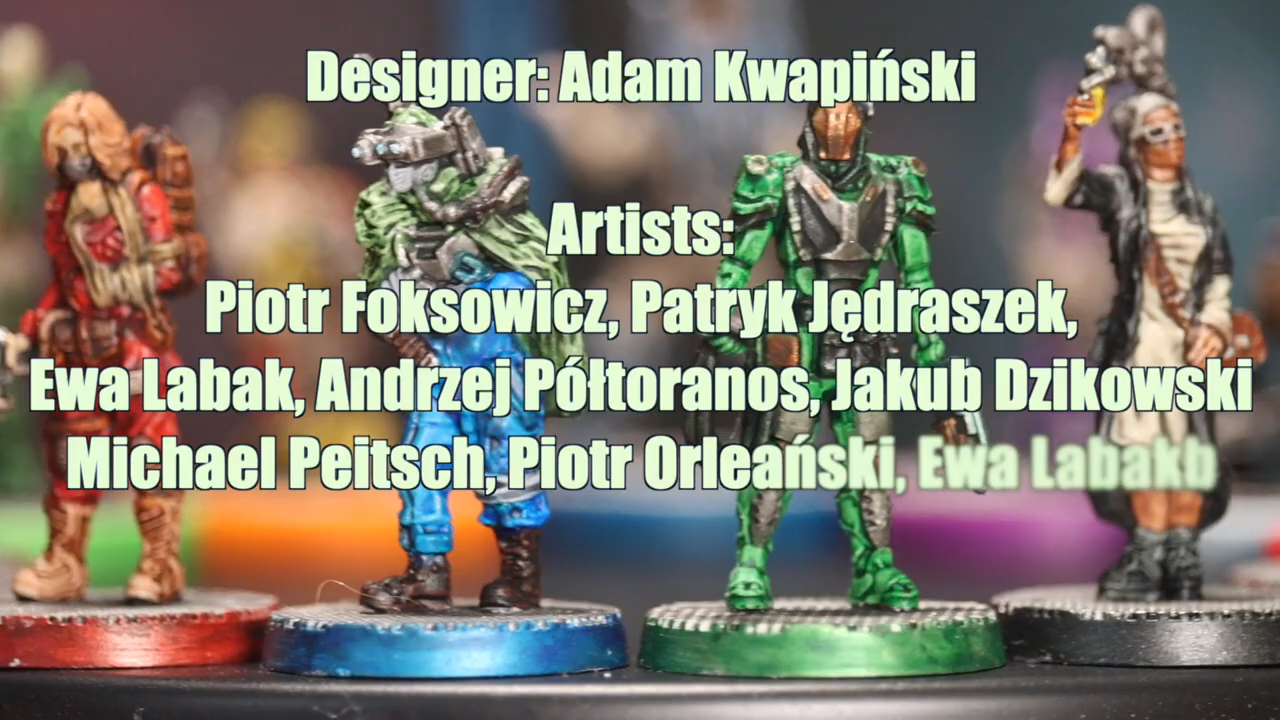 Designer: Adam Kwapiński
Artists:
Piotr Foksowicz, Patryk Jędraszek,
Ewa Labak, Andrzej Półtoranos, Jakub Dzikowski
Michael Peitsch, Piotr Orleański, Ewa Labakb